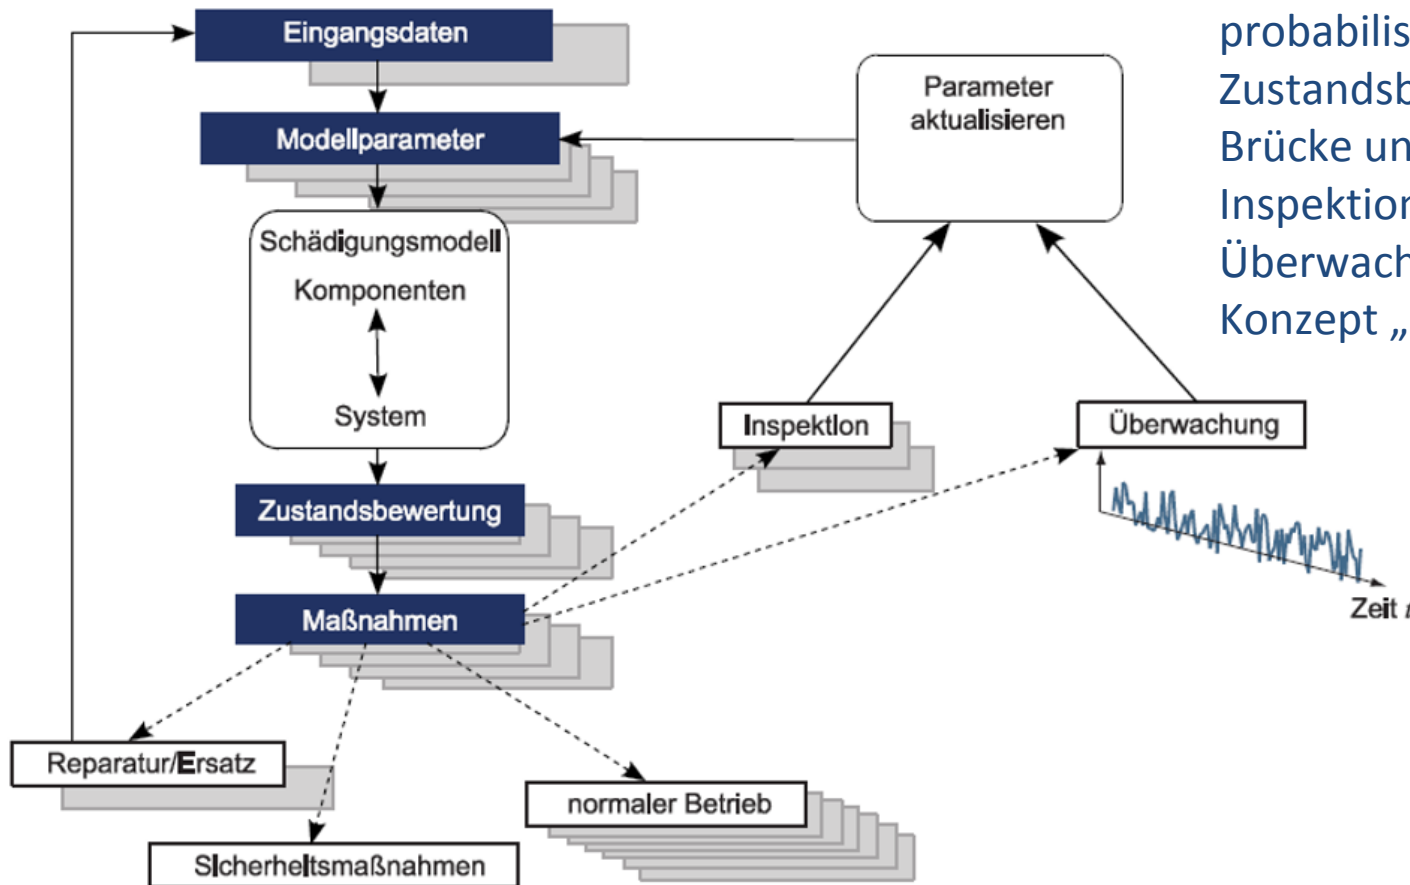 Eingangsdaten
Modellparameter
Schädigungsmodell
Komponenten
System
Zustandsbewertung
Maßnahmen
Reparatur/Ersatz
Sicherheitsmaßnahmen
normaler Betrieb
Inspektion
Überwachung
Zeit t
Parameter
aktualisieren
probabilis
Zustandsb
Brücke un
Inspektion
Überwach
Konzept „